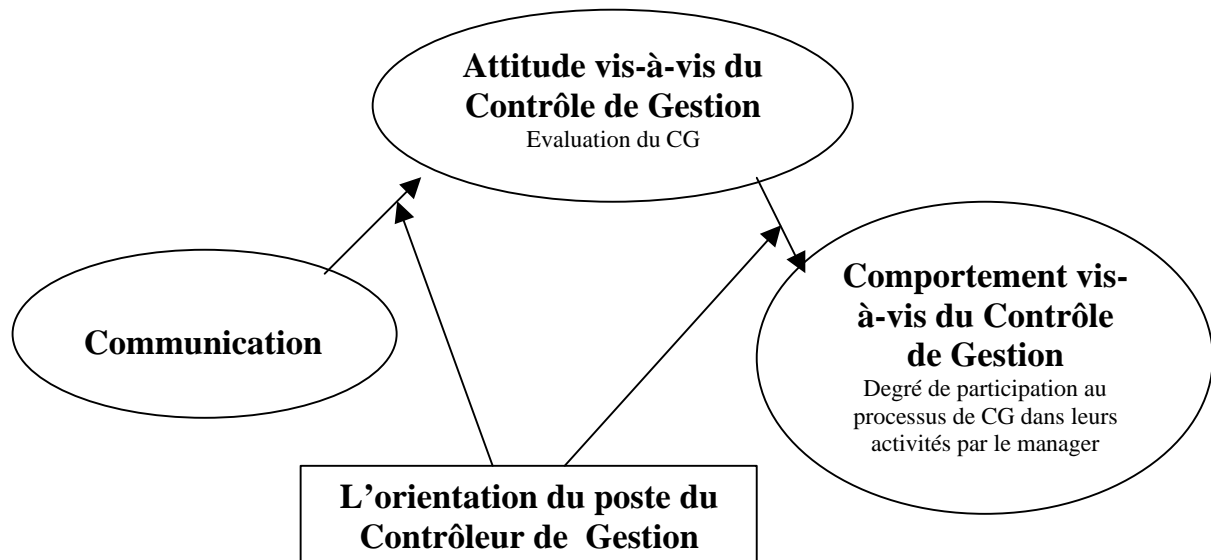 Attitude vis-à-vis du
Contrôle de Gestion
Evaluation du CG
Communication
Comportement vis-
à-vis du Contrôle
de Gestion
Degré de participation au
processus de CG dans leurs
activités par le manager
L’orientation du poste du
Contrôleur de Gestion